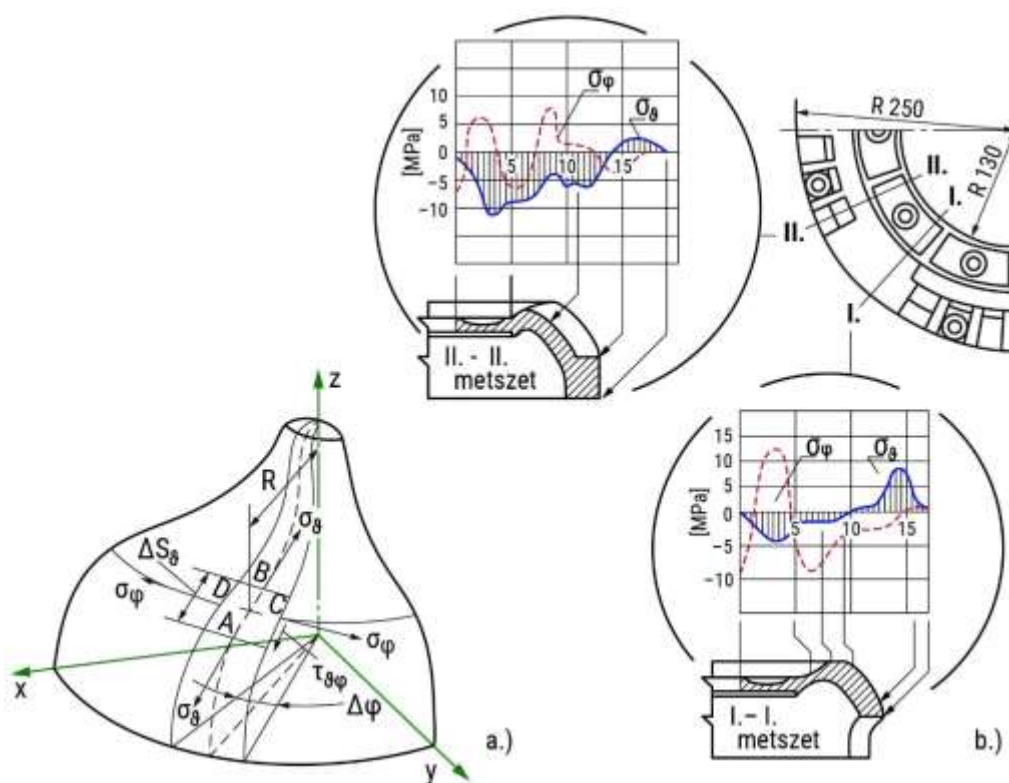 σφ
σϑ
10
5
0
−5
−10
[MPa]
5
10
15
II. - II.
metszet
R 250
R 130
II.
I.
II.
I.
z
R
σϑ
ΔSϑ
B
D
σφ
C
A
σφ
x
τϑφ
σϑ
Δφ
y
a.)
15
10
5
0
−5
−10
[MPa]
σφ
σϑ
5
10
15
I.– I.
metszet
b.)